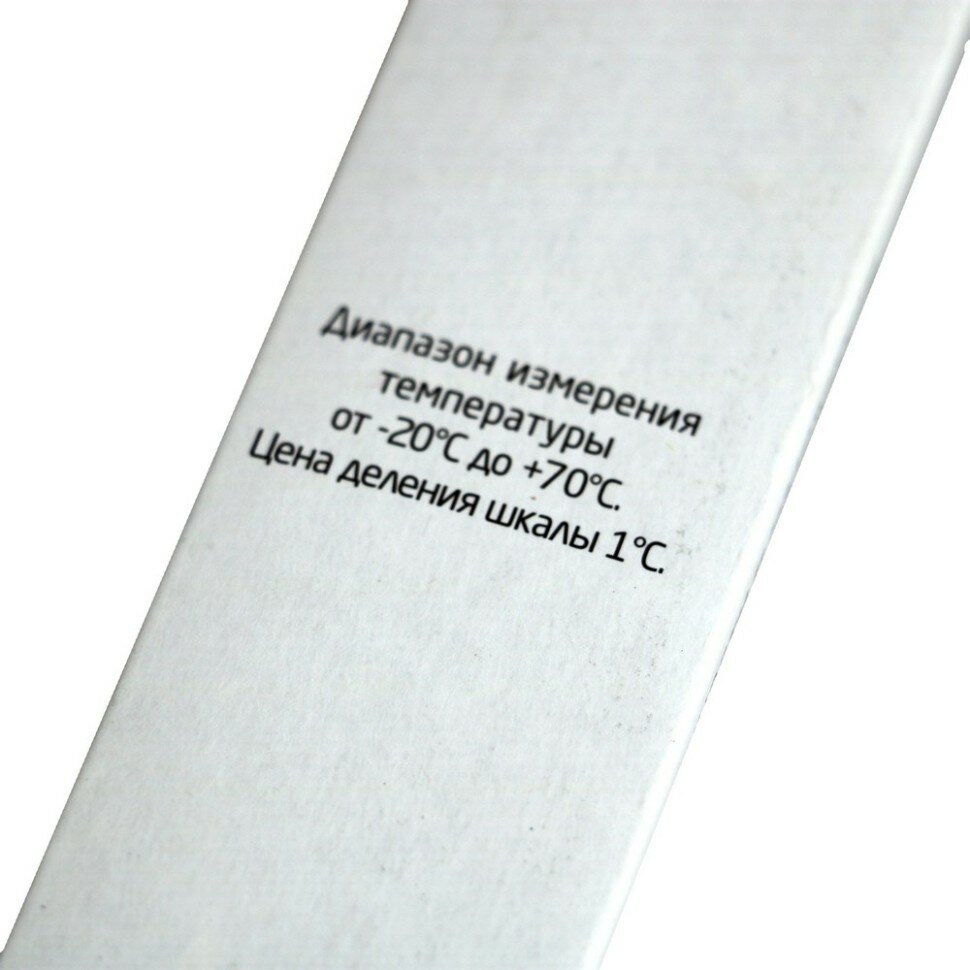 Диапазон измерения
температуры
от -20°С до +70°С.
Цена деления шкалы 1°С.